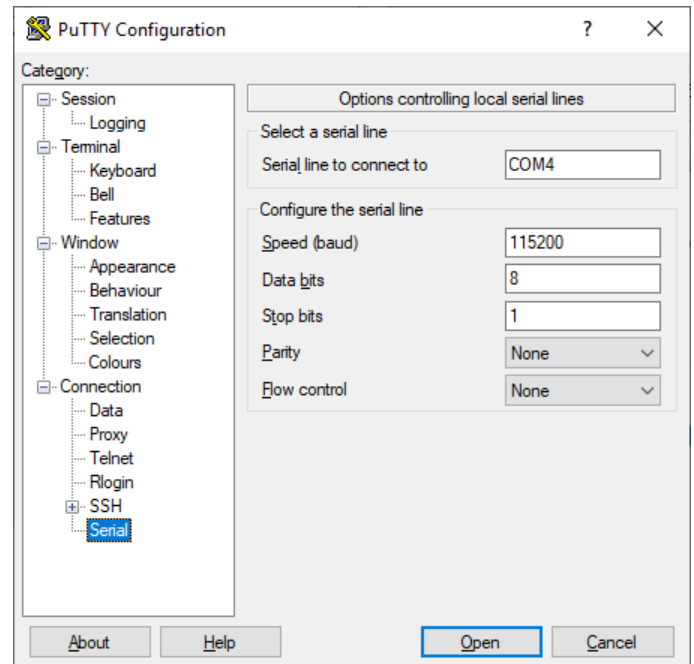 PuTTY Configuration
?
Category:
Session
Logging
Terminal
Keyboard
Bell
Features
Window
Appearance
Behaviour
Translation
Selection
Colours
Connection
Data
Proxy
Telnet
Rlogin
SSH
Serial
Options controlling local serial lines
Select a serial line
Serial line to connect to COM4
Configure the serial line
Speed (baud) 115200
Data bits 8
Stop bits 1
Parity None
Flow control None
About Help Open Cancel